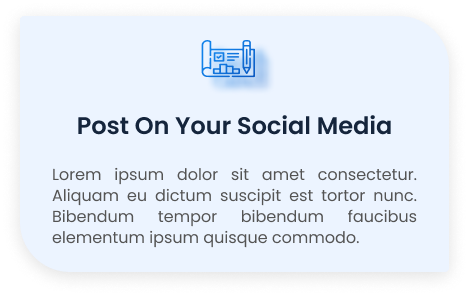 Post On Your Social Media
Lorem ipsum dolor sit amet consectetur.
Aliquam eu dictum suscipit est tortor nunc.
Bibendum tempor bibendum faucibus
elementum ipsum quisque commodo.